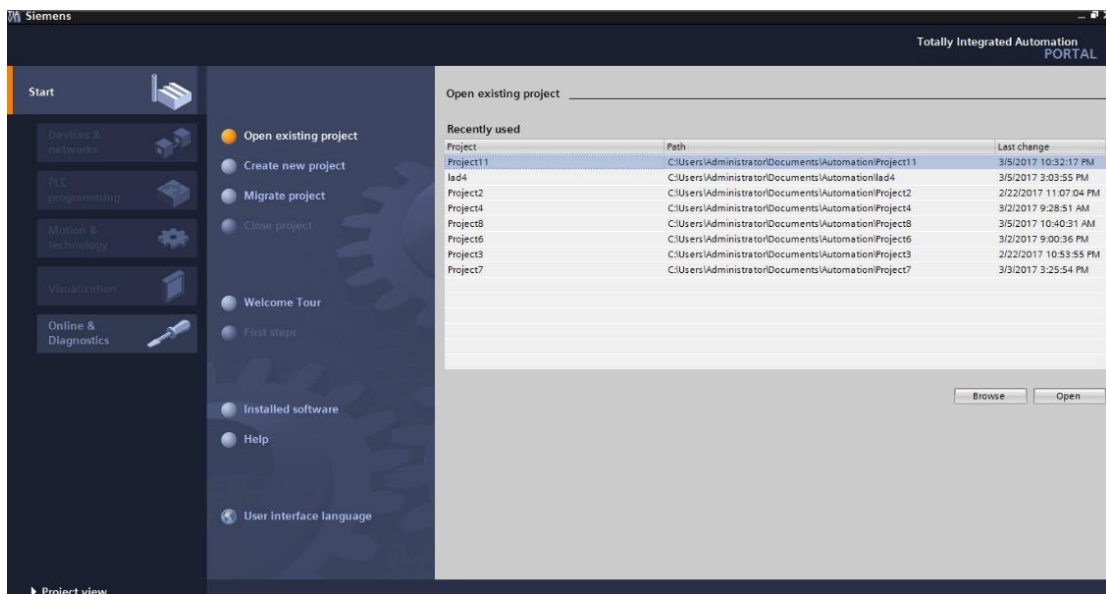 Siemens
Totally Integrated Automation
PORTAL
Start
Devices &
networks
PLC
programming
Motion &
technology
Visualization
Online &
Diagnostics
Open existing project
Create new project
Migrate project
Close project
Welcome Tour
First steps
Installed software
Help
User interface language
Project view
Open existing project
Recently used
Project Path Last change
Project11 C:\Users\Administrator\Documents\Automation\Project11 3/5/2017 10:32:17 PM
lad4 C:\Users\Administrator\Documents\Automation\lad4 3/5/2017 3:03:55 PM
Project2 C:\Users\Administrator\Documents\Automation\Project2 2/22/2017 11:07:04 PM
Project4 C:\Users\Administrator\Documents\Automation\Project4 3/2/2017 9:28:51 AM
Project8 C:\Users\Administrator\Documents\Automation\Project8 3/5/2017 10:40:31 AM
Project6 C:\Users\Administrator\Documents\Automation\Project6 3/2/2017 9:00:36 PM
Project3 C:\Users\Administrator\Documents\Automation\Project3 2/22/2017 10:53:55 PM
Project7 C:\Users\Administrator\Documents\Automation\Project7 3/3/2017 3:25:54 PM
Browse Open